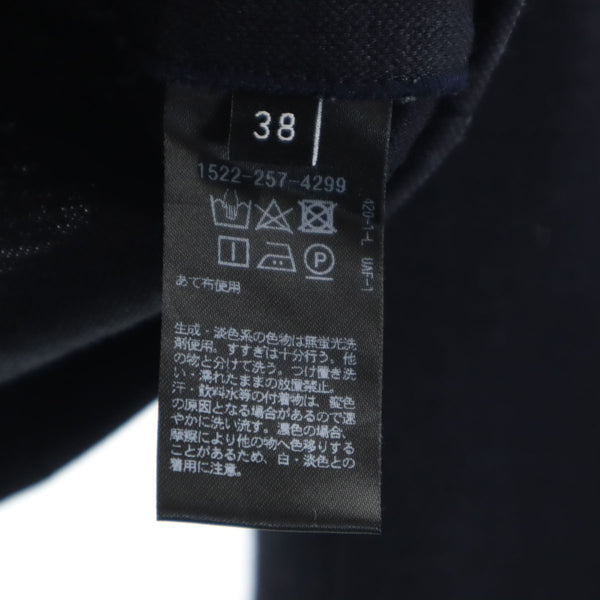 38
1522-257-4299
420-1-L UAF-1
P
あて布使用
生成・淡色系の色物は無蛍光洗
剤使用。すすぎは十分行う。他
の物と分けて洗う。つけ置き洗
い、濡れたままの放置禁止。
汗・飲料水等の付着物は、変色
の原因となる場合があるので速
やかに洗い流す。濃色の場合、
摩擦により他の物へ色移りする
ことがあるため、白・淡色との
着用に注意。